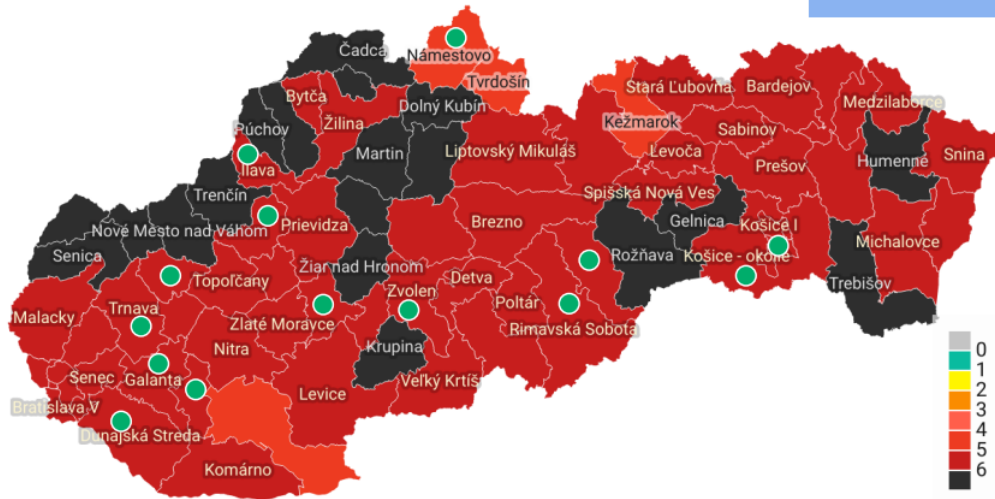 Čadca
Námestovo
Tvrdošín
Bytča
Dolný Kubín
Stará Ľubovňa
Bardejov
Medzilaborce
Púchov
Žilina
Kežmarok
Sabinov
Martin
Liptovský Mikuláš
Levoča
Prešov
Humenné
Snina
Ilava
Trenčín
Spišská Nová Ves
Prievidza
Brezno
Gelnica
Košice I
Nové Mesto nad Váhom
Senica
Rožňava
Košice - okolie
Michalovce
Žiar nad Hronom
Topoľčany
Detva
Zvolen
Trebišov
Poltár
Malacky
Trnava
Zlaté Moravce
Rimavská Sobota
Nitra
Krupina
Senec
Galanta
Veľký Krtíš
Levice
Bratislava V
Dunajská Streda
Komárno
0
1
2
3
4
5
6